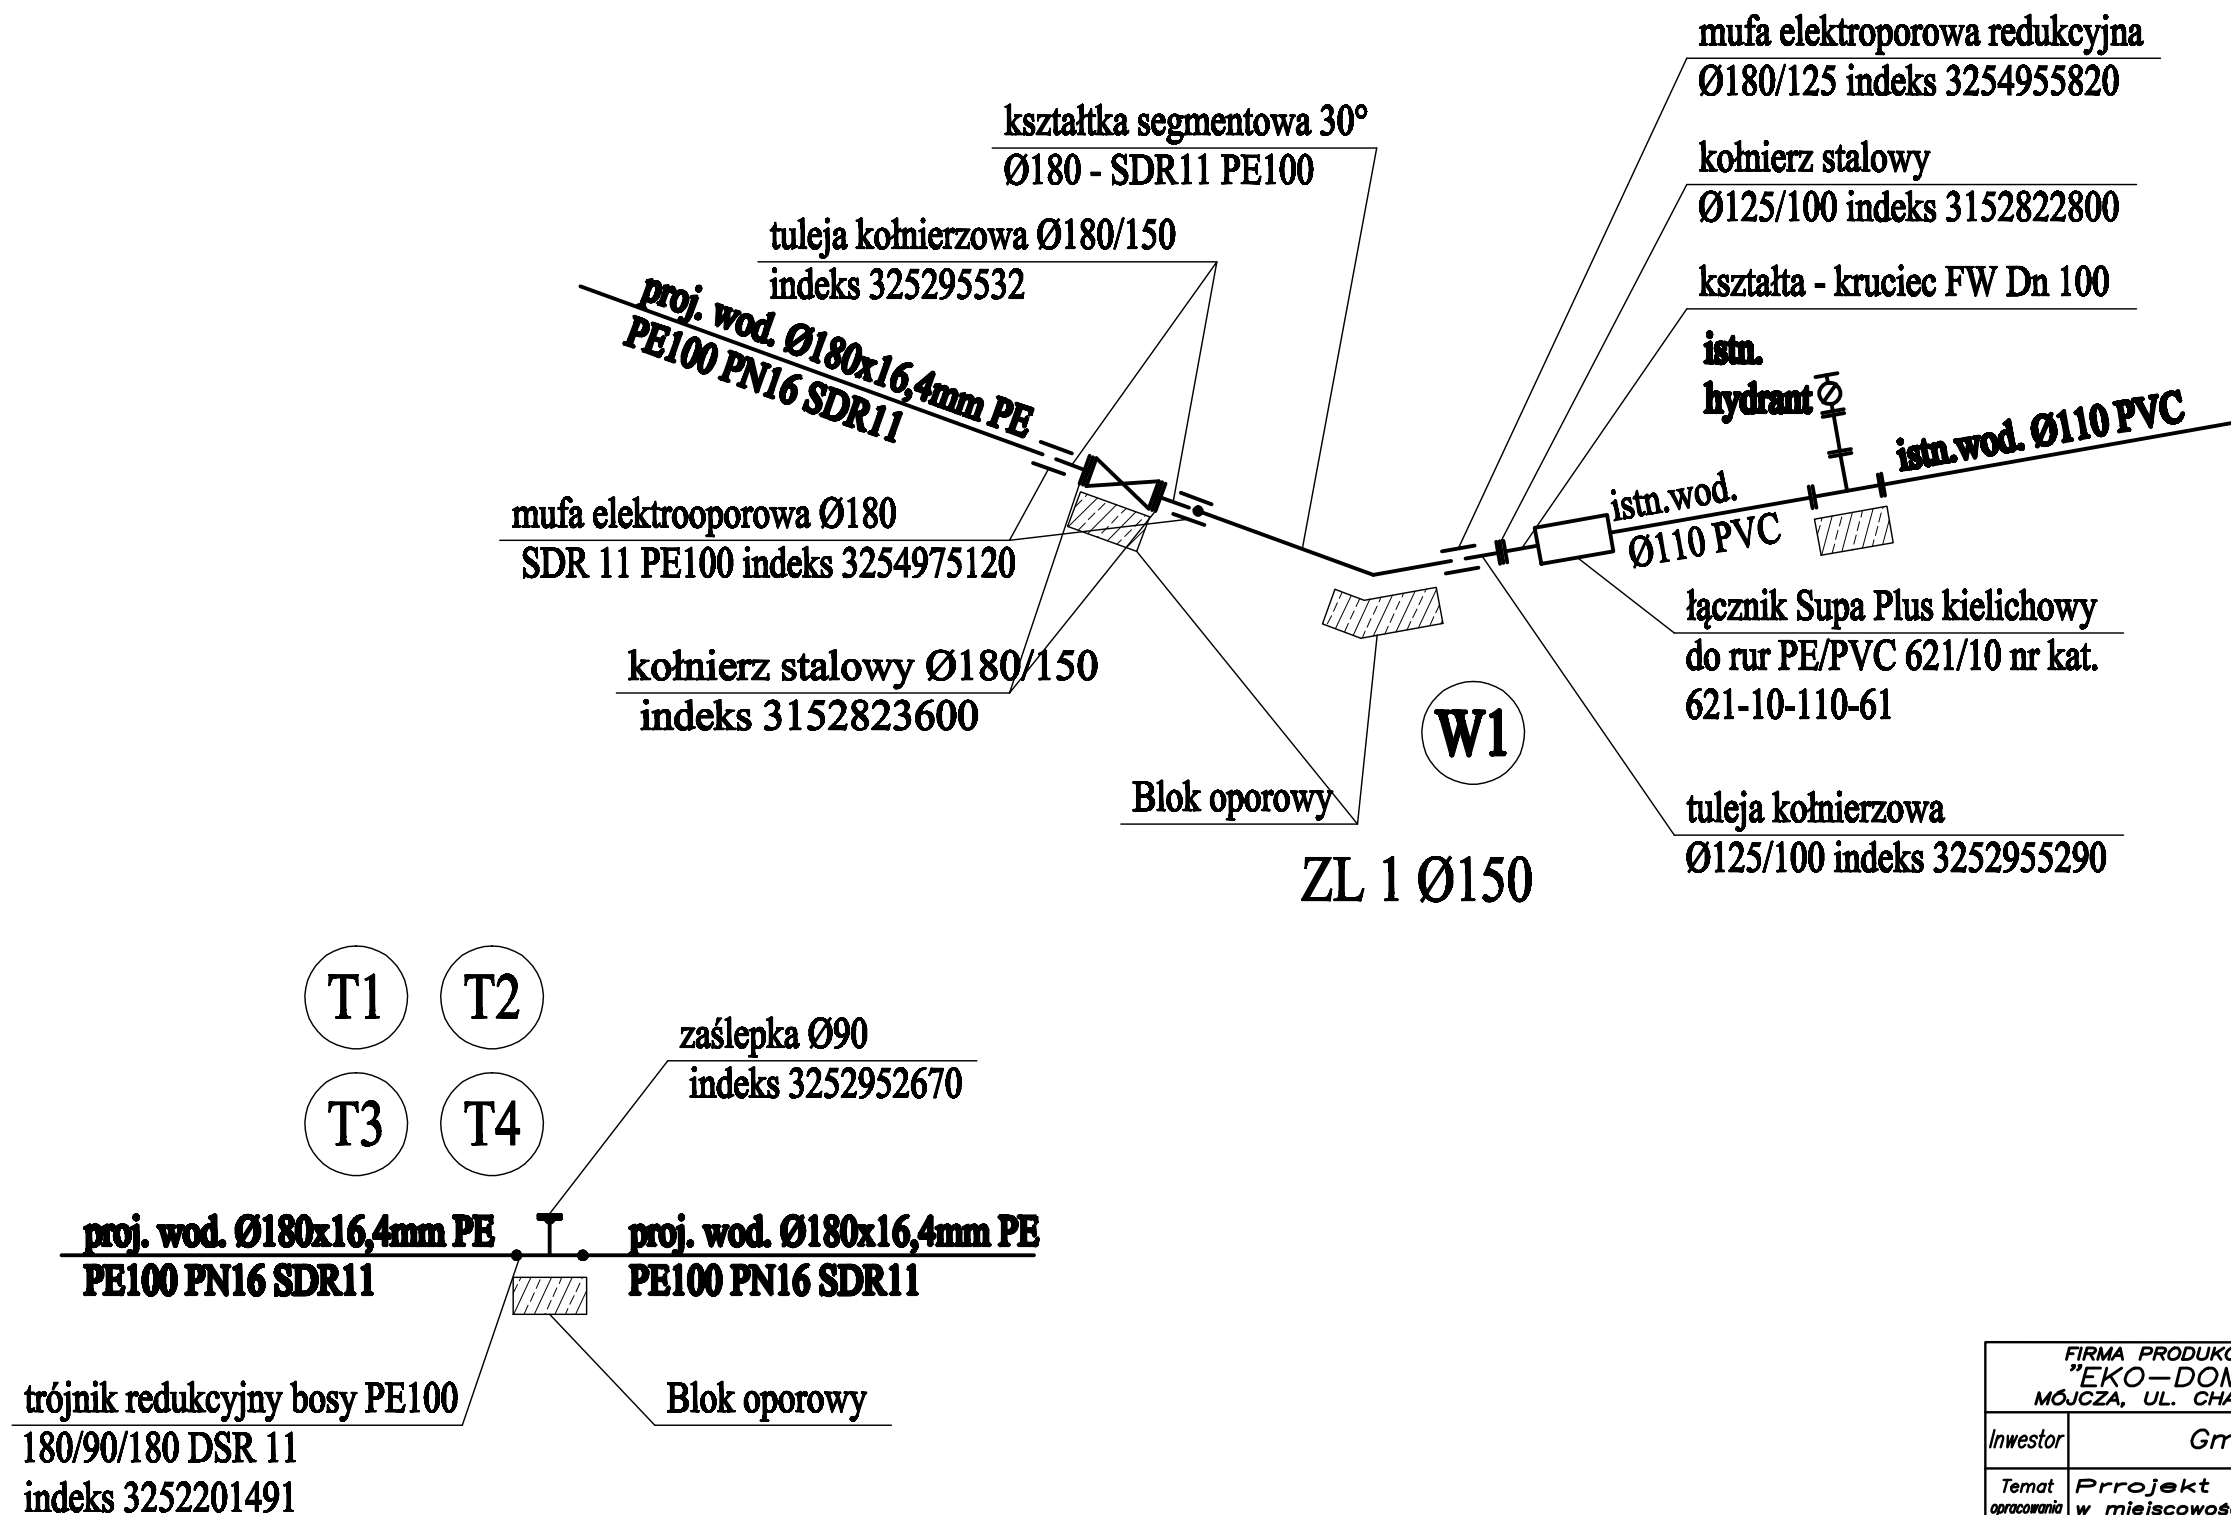 mufa elektroporowa redukcyjna
Ø180/125 indeks 3254955820
kształtka segmentowa 30°
Ø180 - SDR11 PE100
kołnierz stalowy
Ø125/100 indeks 3152822800
tuleja kołnierzowa Ø180/150
indeks 325295532
kształta - kruciec FW Dn 100
proj. wod. Ø180x16,4mm PE
PE100 PN16 SDR11
istn.
hydrant
istn.wod. Ø110 PVC
istn.wod.
Ø110 PVC
mufa elektrooporowa Ø180
SDR 11 PE100 indeks 3254975120
łącznik Supa Plus kielichowy
do rur PE/PVC 621/10 nr kat.
621-10-110-61
kołnierz stalowy Ø180/150
indeks 3152823600
W1
Blok oporowy
tuleja kołnierzowa
Ø125/100 indeks 3252955290
ZL 1 Ø150
T1 T2
T3 T4
zaślepka Ø90
indeks 3252952670
proj. wod. Ø180x16,4mm PE
PE100 PN16 SDR11
proj. wod. Ø180x16,4mm PE
PE100 PN16 SDR11
trójnik redukcyjny bosy PE100
180/90/180 DSR 11
indeks 3252201491
Blok oporowy
FIRMA
"EKO-DOM
MÓJCZA, UL.
Inwestor
Temat Prrojekt
opracowania w